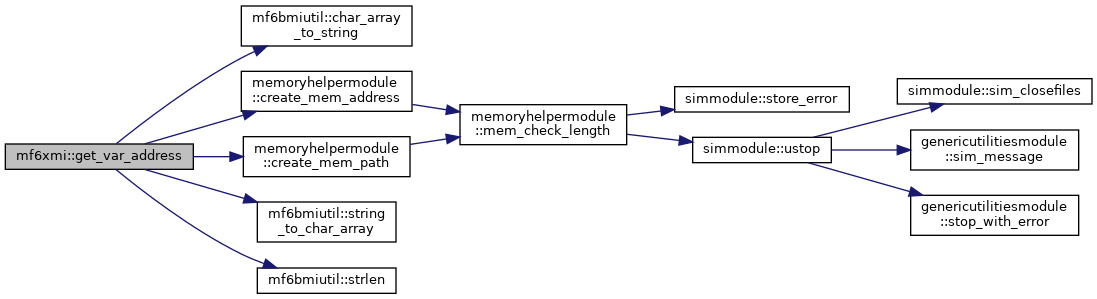 mf6xmi::get_var_address
mf6bmiutil::char_array
_to_string
memoryhelpermodule
::create_mem_address
memoryhelpermodule
::create_mem_path
mf6bmiutil::string
_to_char_array
mf6bmiutil::strlen
memoryhelpermodule
::mem_check_length
simmodule::store_error
simmodule::ustop
simmodule::sim_closefiles
genericutilitiesmodule
::sim_message
genericutilitiesmodule
::stop_with_error